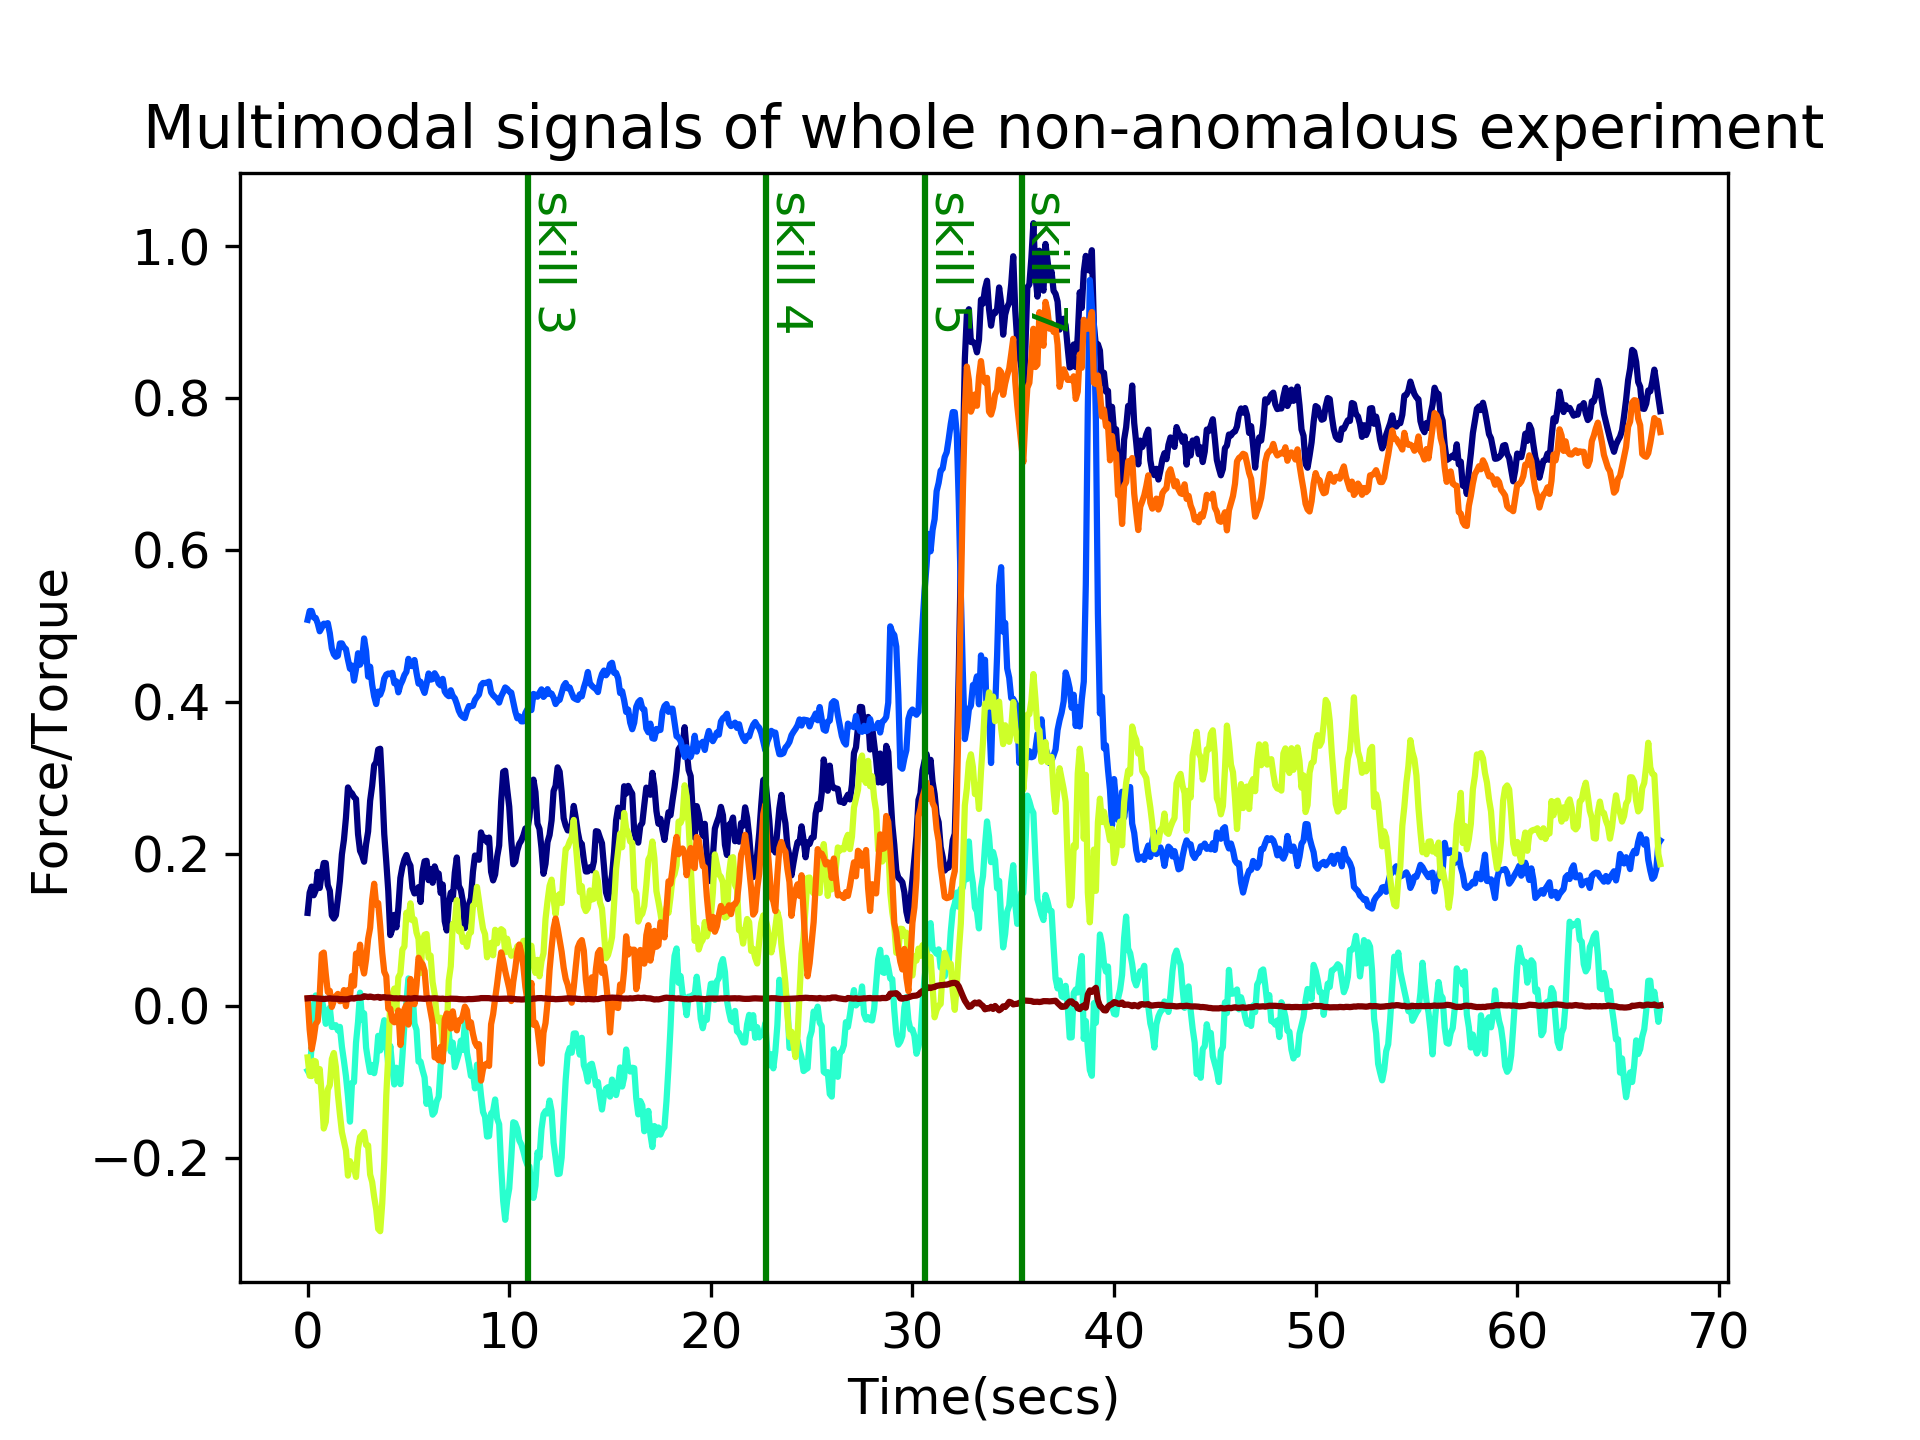 Multimodal signals of whole non-anomalous experiment
skill 3
skill 4
skill 5
skill 7
1.0
0.8
0.6
0.4
0.2
0.0
−0.2
Force/Torque
0 10 20 30 40 50 60 70
Time(secs)